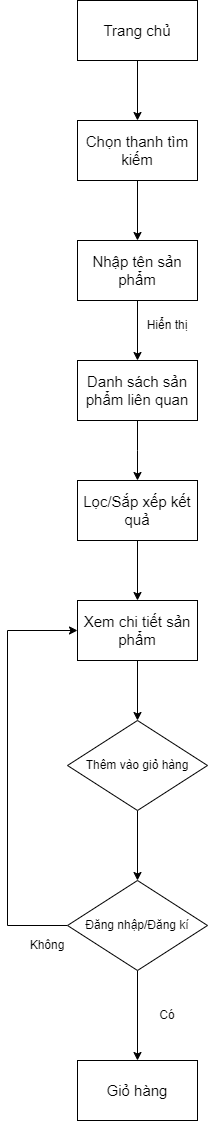 Trang chủ
Chọn thanh tìm
kiếm
Nhập tên sản
phẩm
Hiển thị
Danh sách sản
phẩm liên quan
Lọc/Sắp xếp kết
quả
Xem chi tiết sản
phẩm
Thêm vào giỏ hàng
Đăng nhập/Đăng kí
Không
Có
Giỏ hàng